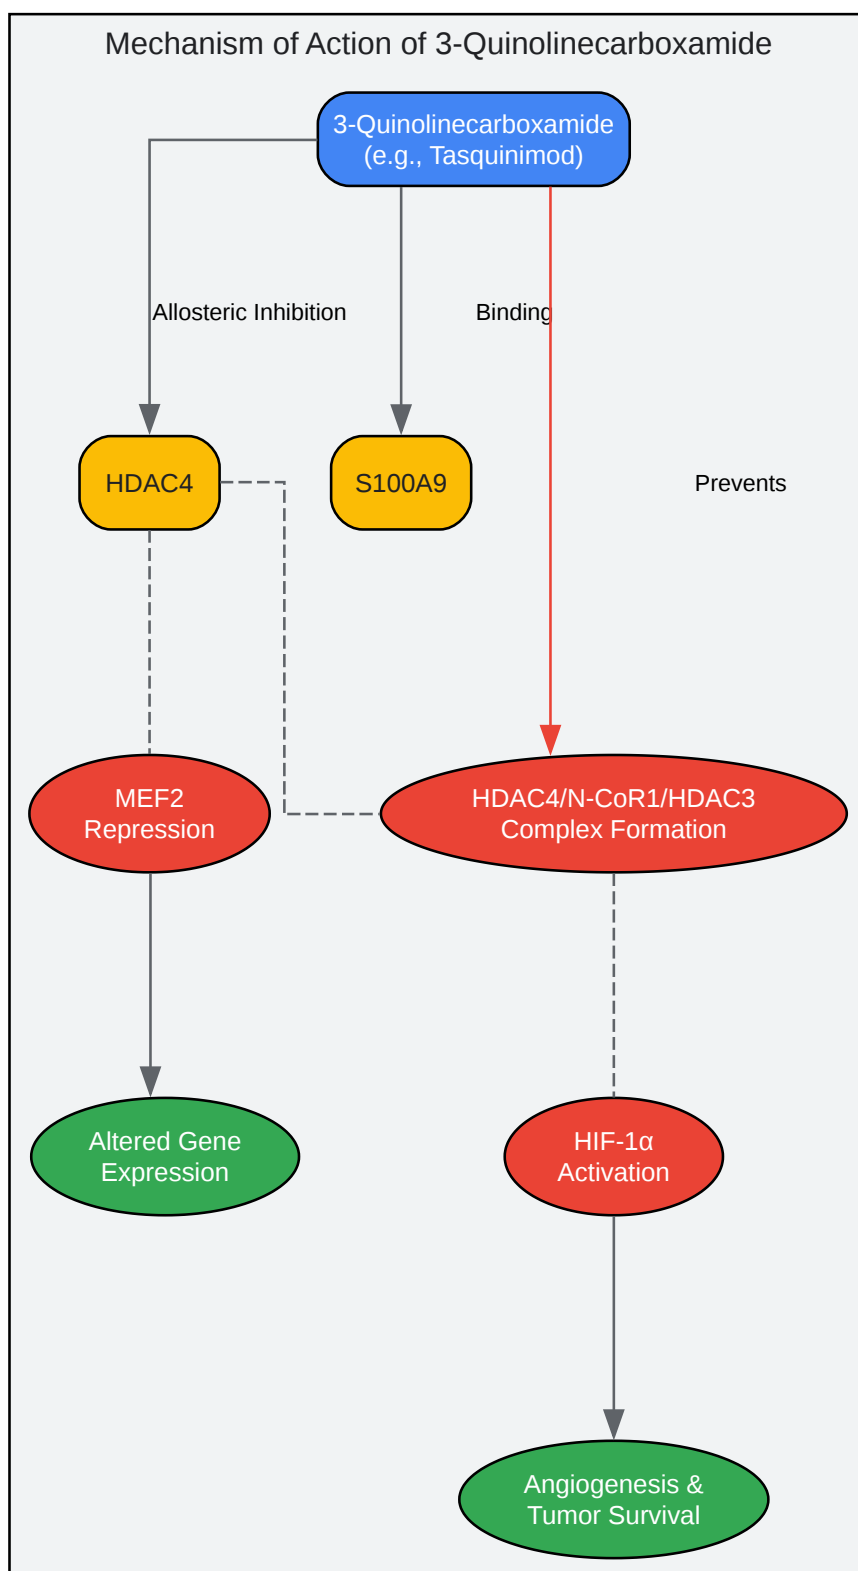 Mechanism of Action of 3-Quinolinecarboxamide
3-Quinolinecarboxamide
(e.g., Tasquinimod)
Allosteric Inhibition
Binding
HDAC4
S100A9
Prevents
MEF2
Repression
HDAC4/N-CoR1/HDAC3
Complex Formation
Altered Gene
Expression
HIF-1α
Activation
Angiogenesis &
Tumor Survival